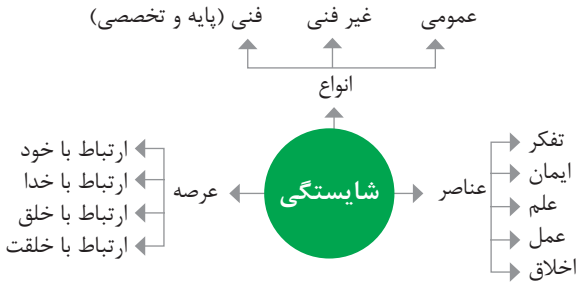 عمومی
غیر فنی
فنی (پایه و تخصصی)
انواع
شایستگی
عناصر
تفکر
ایمان
علم
عمل
اخلاق
عرصه
ارتباط با خود
ارتباط با خدا
ارتباط با خلق
ارتباط با خلقت